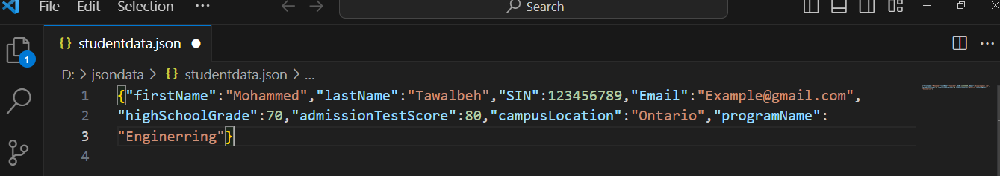 File Edit Selection ··· Search
1
{} studentdata.json ●
D: > jsondata > {} studentdata.json > ...
1 {"firstName":"Mohammed","lastName":"Tawalbeh","SIN":123456789,"Email":"Example@gmail.com",
2 "highSchoolGrade":70,"admissionTestScore":80,"campusLocation":"Ontario","programName":
3 "Enginerring"}
4